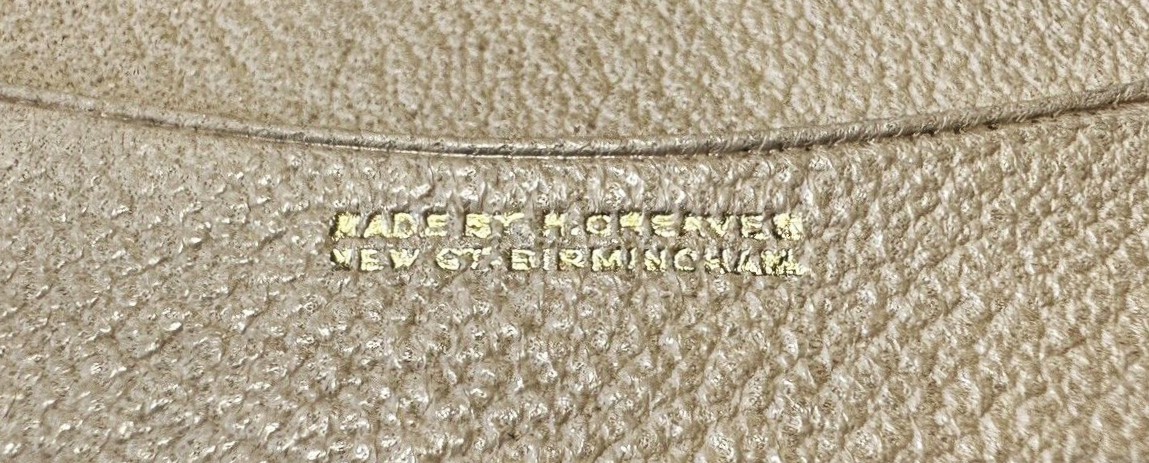 MADE BY H.GREAVES
NEW ST. BIRMINGHAM.